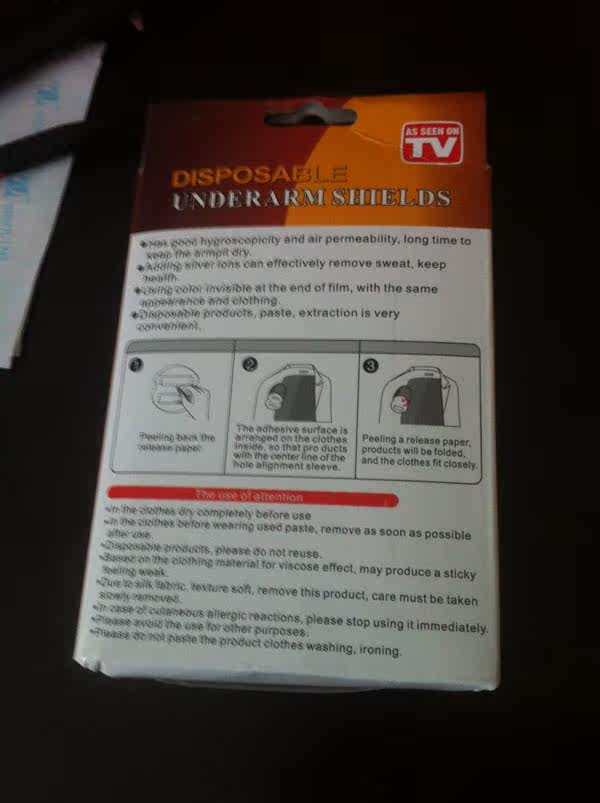 AS SEEN ON
TV
DISPOSABLE
UNDERARM SHIELDS
Has good hygroscopicity and air permeability, long time to
keep the armpit dry.
Adding silver ions can effectively remove sweat, keep
health.
Using color invisible at the end of film, with the same
appearance and clothing.
Disposable products, paste, extraction is very
convenient.
1
2
3
Peeling back the
release paper
The adhesive surface is
arranged on the clothes
inside, so that pro ducts
with the center line of the
hole alignment sleeve.
Peeling a release paper,
products will be folded,
and the clothes fit closely.
The use of attention
•In the clothes dry completely before use
•In the clothes before wearing used paste, remove as soon as possible
after use.
•Disposable products, please do not reuse.
•Based on the clothing material for viscose effect, may produce a sticky
feeling weak.
•Due to silk fabric, texture soft, remove this product, care must be taken
slowly removed.
•In case of cutaneous allergic reactions, please stop using it immediately.
•Please avoid the use for other purposes.
•Please do not paste the product clothes washing, ironing.